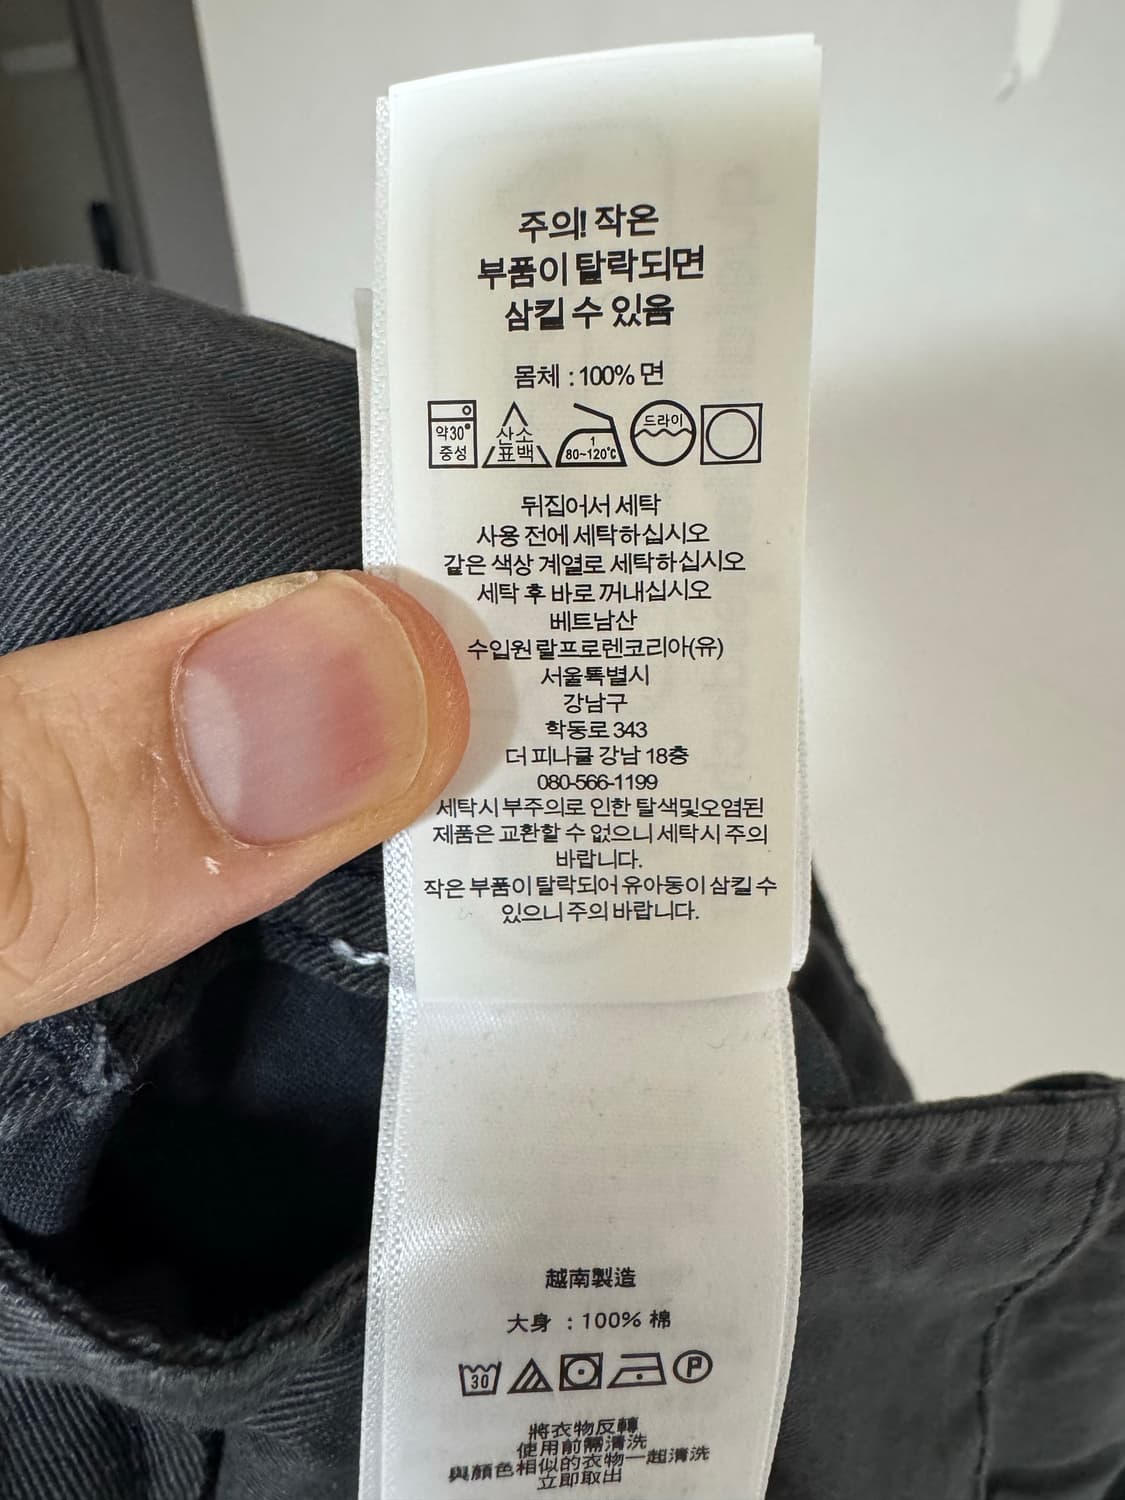 주의! 작은
부품이 탈락되면
삼킬 수 있음
몸체 : 100% 면
약30°
중성
산소
표백
1
80~120℃
드라이
뒤집어서 세탁
사용 전에 세탁하십시오
같은 색상 계열로 세탁하십시오
세탁 후 바로 꺼내십시오
베트남산
수입원 랄프로렌코리아(유)
서울특별시
강남구
학동로 343
더 피나클 강남 18층
080-566-1199
세탁시 부주의로 인한 탈색및오염된
제품은 교환할 수 없으니 세탁시 주의
바랍니다.
작은 부품이 탈락되어 유아동이 삼킬 수
있으니 주의 바랍니다.
越南製造
大身 : 100% 棉
30
P
將衣物反轉
使用前需清洗
與顏色相似的衣物一起清洗
立即取出